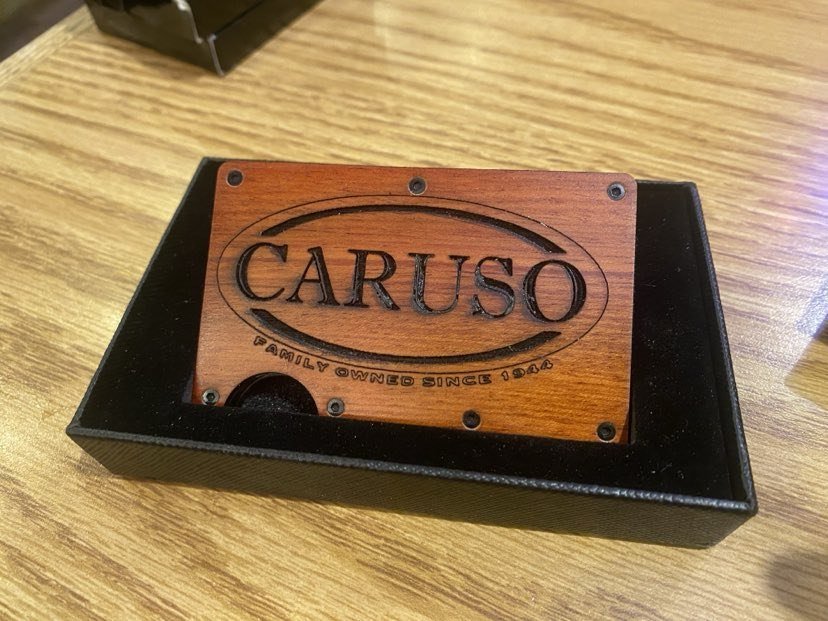 CARUSO
FAMILY OWNED SINCE 1944